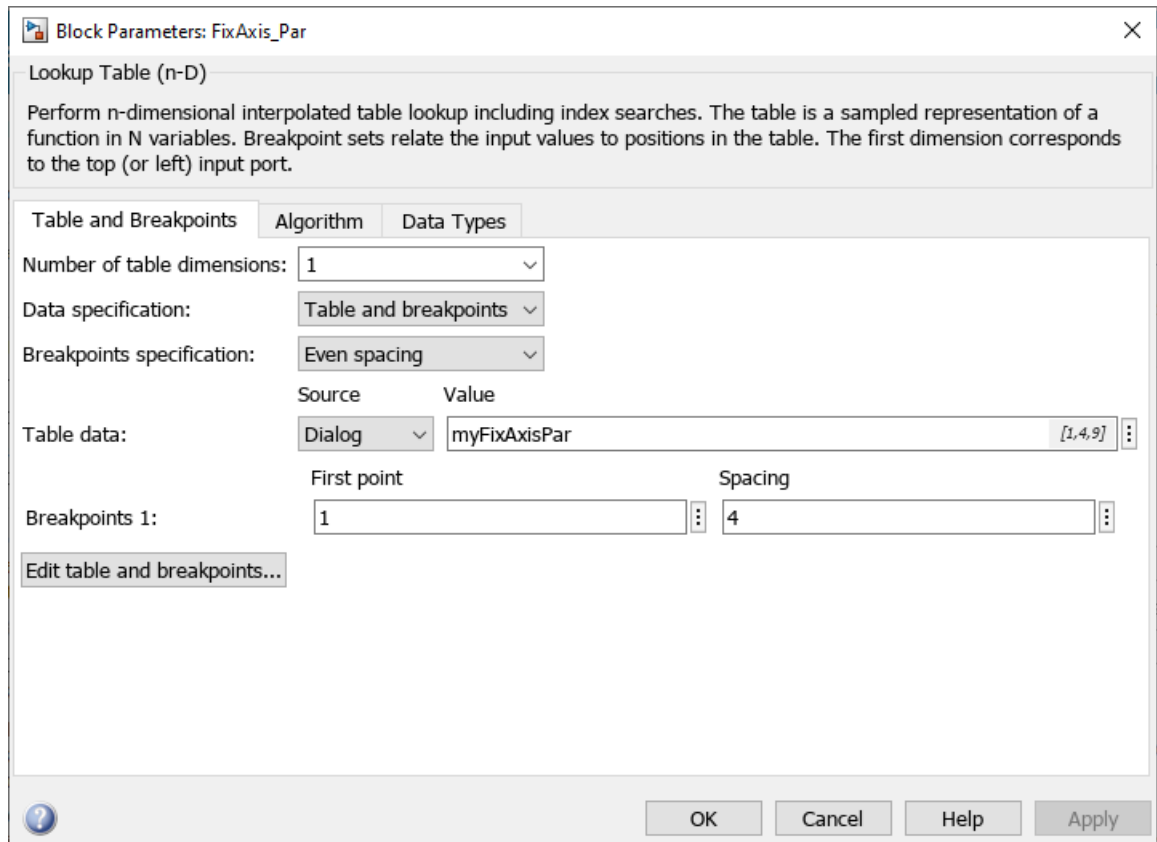 Block Parameters: FixAxis_Par
Lookup Table (n-D)
Perform n-dimensional interpolated table lookup including index searches. The table is a sampled representation of a
function in N variables. Breakpoint sets relate the input values to positions in the table. The first dimension corresponds
to the top (or left) input port.
Table and Breakpoints Algorithm Data Types
Number of table dimensions: 1
Data specification: Table and breakpoints
Breakpoints specification: Even spacing
Source Value
Table data: Dialog myFixAxisPar [1,4,9]
First point Spacing
Breakpoints 1: 1 4
Edit table and breakpoints...
? OK Cancel Help Apply